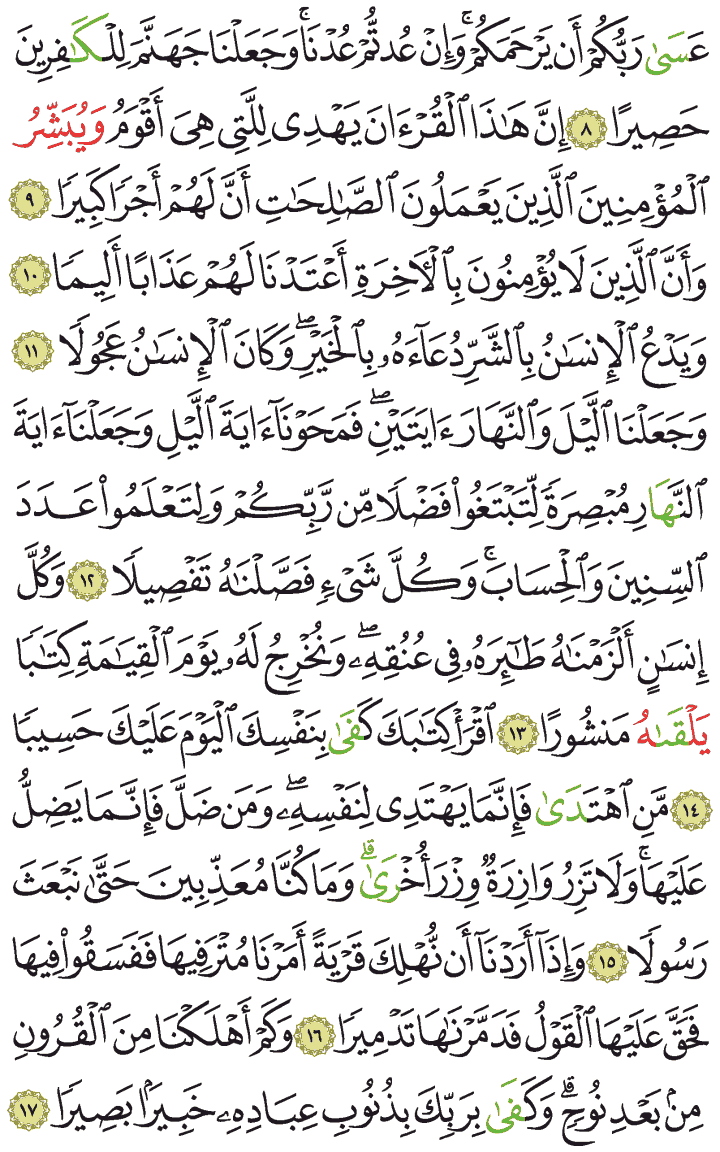 عَسَىٰ رَبُّكُمْ أَن يَرْحَمَكُمْ ۚ وَإِنْ عُدتُّمْ عُدْنَا ۚ وَجَعَلْنَا جَهَنَّمَ لِلْكَٰفِرِينَ
حَصِيرًا ٨ إِنَّ هَٰذَا ٱلْقُرْءَانَ يَهْدِى لِلَّتِى هِىَ أَقْوَمُ وَيُبَشِّرُ
ٱلْمُؤْمِنِينَ ٱلَّذِينَ يَعْمَلُونَ ٱلصَّٰلِحَٰتِ أَنَّ لَهُمْ أَجْرًا كَبِيرًا ٩
وَأَنَّ ٱلَّذِينَ لَا يُؤْمِنُونَ بِٱلْأَخِرَةِ أَعْتَدْنَا لَهُمْ عَذَابًا أَلِيمًا ١٠
وَيَدْعُ ٱلْإِنسَٰنُ بِٱلشَّرِّ دُعَآءَهُۥ بِٱلْخَيْرِ ۖ وَكَانَ ٱلْإِنسَٰنُ عَجُولًا ١١
وَجَعَلْنَا ٱلَّيْلَ وَٱلنَّهَارَ ءَايَتَيْنِ ۖ فَمَحَوْنَآ ءَايَةَ ٱلَّيْلِ وَجَعَلْنَآ ءَايَةَ
ٱلنَّهَارِ مُبْصِرَةً لِّتَبْتَغُوا۟ فَضْلًا مِّن رَّبِّكُمْ وَلِتَعْلَمُوا۟ عَدَدَ
ٱلسِّنِينَ وَٱلْحِسَابَ ۚ وَكُلَّ شَىْءٍ فَصَّلْنَٰهُ تَفْصِيلًا ١٢ وَكُلَّ
إِنسَٰنٍ أَلْزَمْنَٰهُ طَٰٓئِرَهُۥ فِى عُنُقِهِۦ ۖ وَنُخْرِجُ لَهُۥ يَوْمَ ٱلْقِيَٰمَةِ كِتَٰبًا
يَلْقَىٰهُ مَنشُورًا ١٣ ٱقْرَأْ كِتَٰبَكَ كَفَىٰ بِنَفْسِكَ ٱلْيَوْمَ عَلَيْكَ حَسِيبًا
١٤ مَّنِ ٱهْتَدَىٰ فَإِنَّمَا يَهْتَدِى لِنَفْسِهِۦ ۖ وَمَن ضَلَّ فَإِنَّمَا يَضِلُّ
عَلَيْهَا ۚ وَلَا تَزِرُ وَازِرَةٌ وِزْرَ أُخْرَىٰ ۗ وَمَا كُنَّا مُعَذِّبِينَ حَتَّىٰ نَبْعَثَ
رَسُولًا ١٥ وَإِذَآ أَرَدْنَآ أَن نُّهْلِكَ قَرْيَةً أَمَرْنَا مُتْرَفِيهَا فَفَسَقُوا۟ فِيهَا
فَحَقَّ عَلَيْهَا ٱلْقَوْلُ فَدَمَّرْنَٰهَا تَدْمِيرًا ١٦ وَكَمْ أَهْلَكْنَا مِنَ ٱلْقُرُونِ
مِنۢ بَعْدِ نُوحٍ ۗ وَكَفَىٰ بِرَبِّكَ بِذُنُوبِ عِبَادِهِۦ خَبِيرًۢا بَصِيرًا ١٧